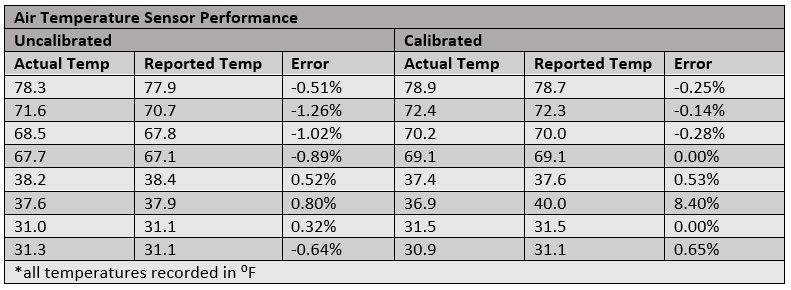 Air Temperature Sensor Performance
Uncalibrated Calibrated
Actual Temp Reported Temp Error Actual Temp Reported Temp Error
78.3 77.9 -0.51% 78.9 78.7 -0.25%
71.6 70.7 -1.26% 72.4 72.3 -0.14%
68.5 67.8 -1.02% 70.2 70.0 -0.28%
67.7 67.1 -0.89% 69.1 69.1 0.00%
38.2 38.4 0.52% 37.4 37.6 0.53%
37.6 37.9 0.80% 36.9 40.0 8.40%
31.0 31.1 0.32% 31.5 31.5 0.00%
31.3 31.1 -0.64% 30.9 31.1 0.65%
*all temperatures recorded in ⁰F